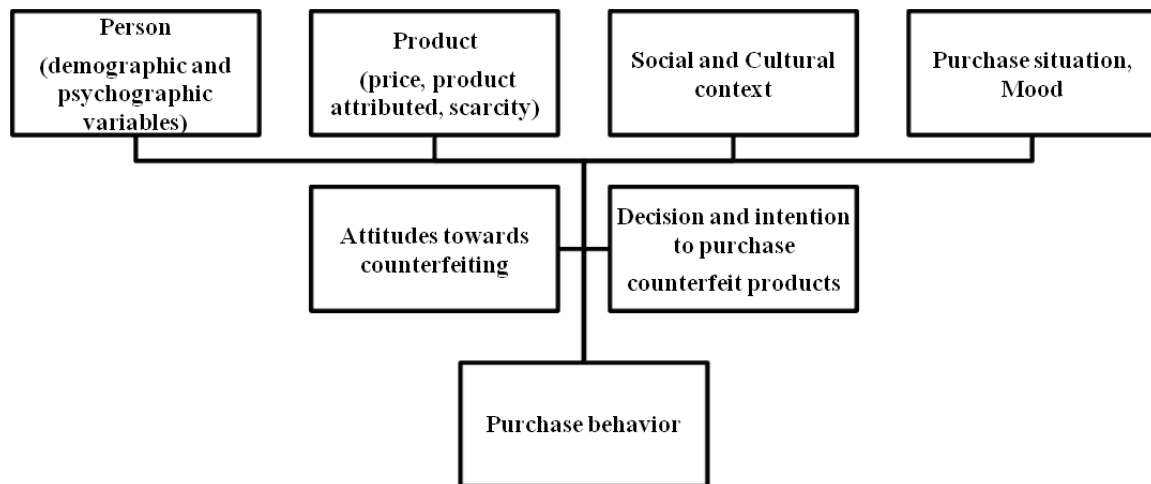 Person
(demographic and
psychographic
variables)
Product
(price, product
attributed, scarcity)
Social and Cultural
context
Purchase situation,
Mood
Attitudes towards
counterfeiting
Decision and intention
to purchase
counterfeit products
Purchase behavior